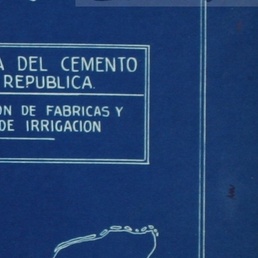 A DEL CEMENTO
REPUBLICA.
ON DE FABRICAS Y
DE IRRIGACION